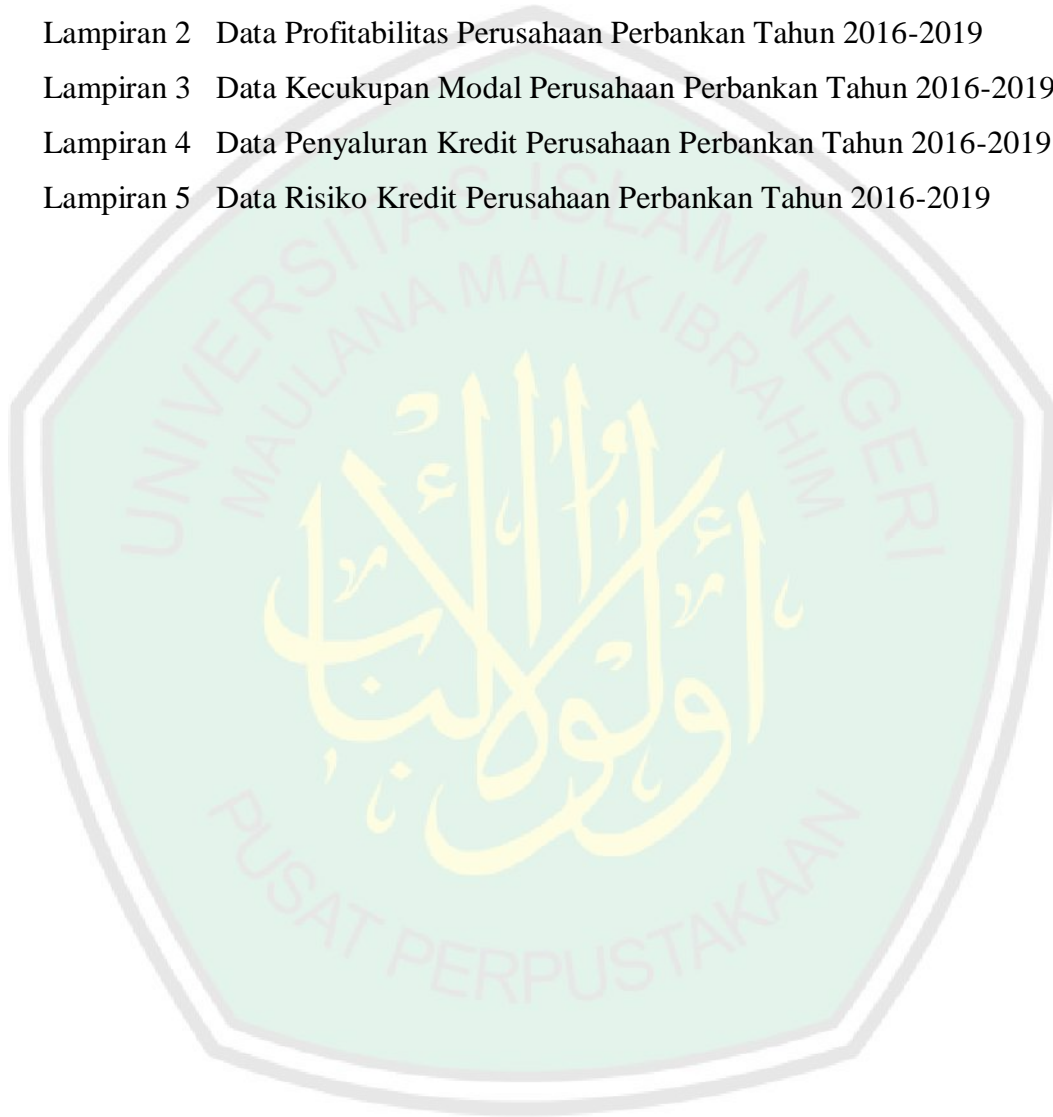 Lampiran 2 Data Profitabilitas Perusahaan Perbankan Tahun 2016-2019
Lampiran 3 Data Kecukupan Modal Perusahaan Perbankan Tahun 2016-2019
Lampiran 4 Data Penyaluran Kredit Perusahaan Perbankan Tahun 2016-2019
Lampiran 5 Data Risiko Kredit Perusahaan Perbankan Tahun 2016-2019
UNIVERSITAS ISLAM NEGERI
MAULANA MALIK IBRAHIM
أولو الألباب
PUSAT PERPUSTAKAAN